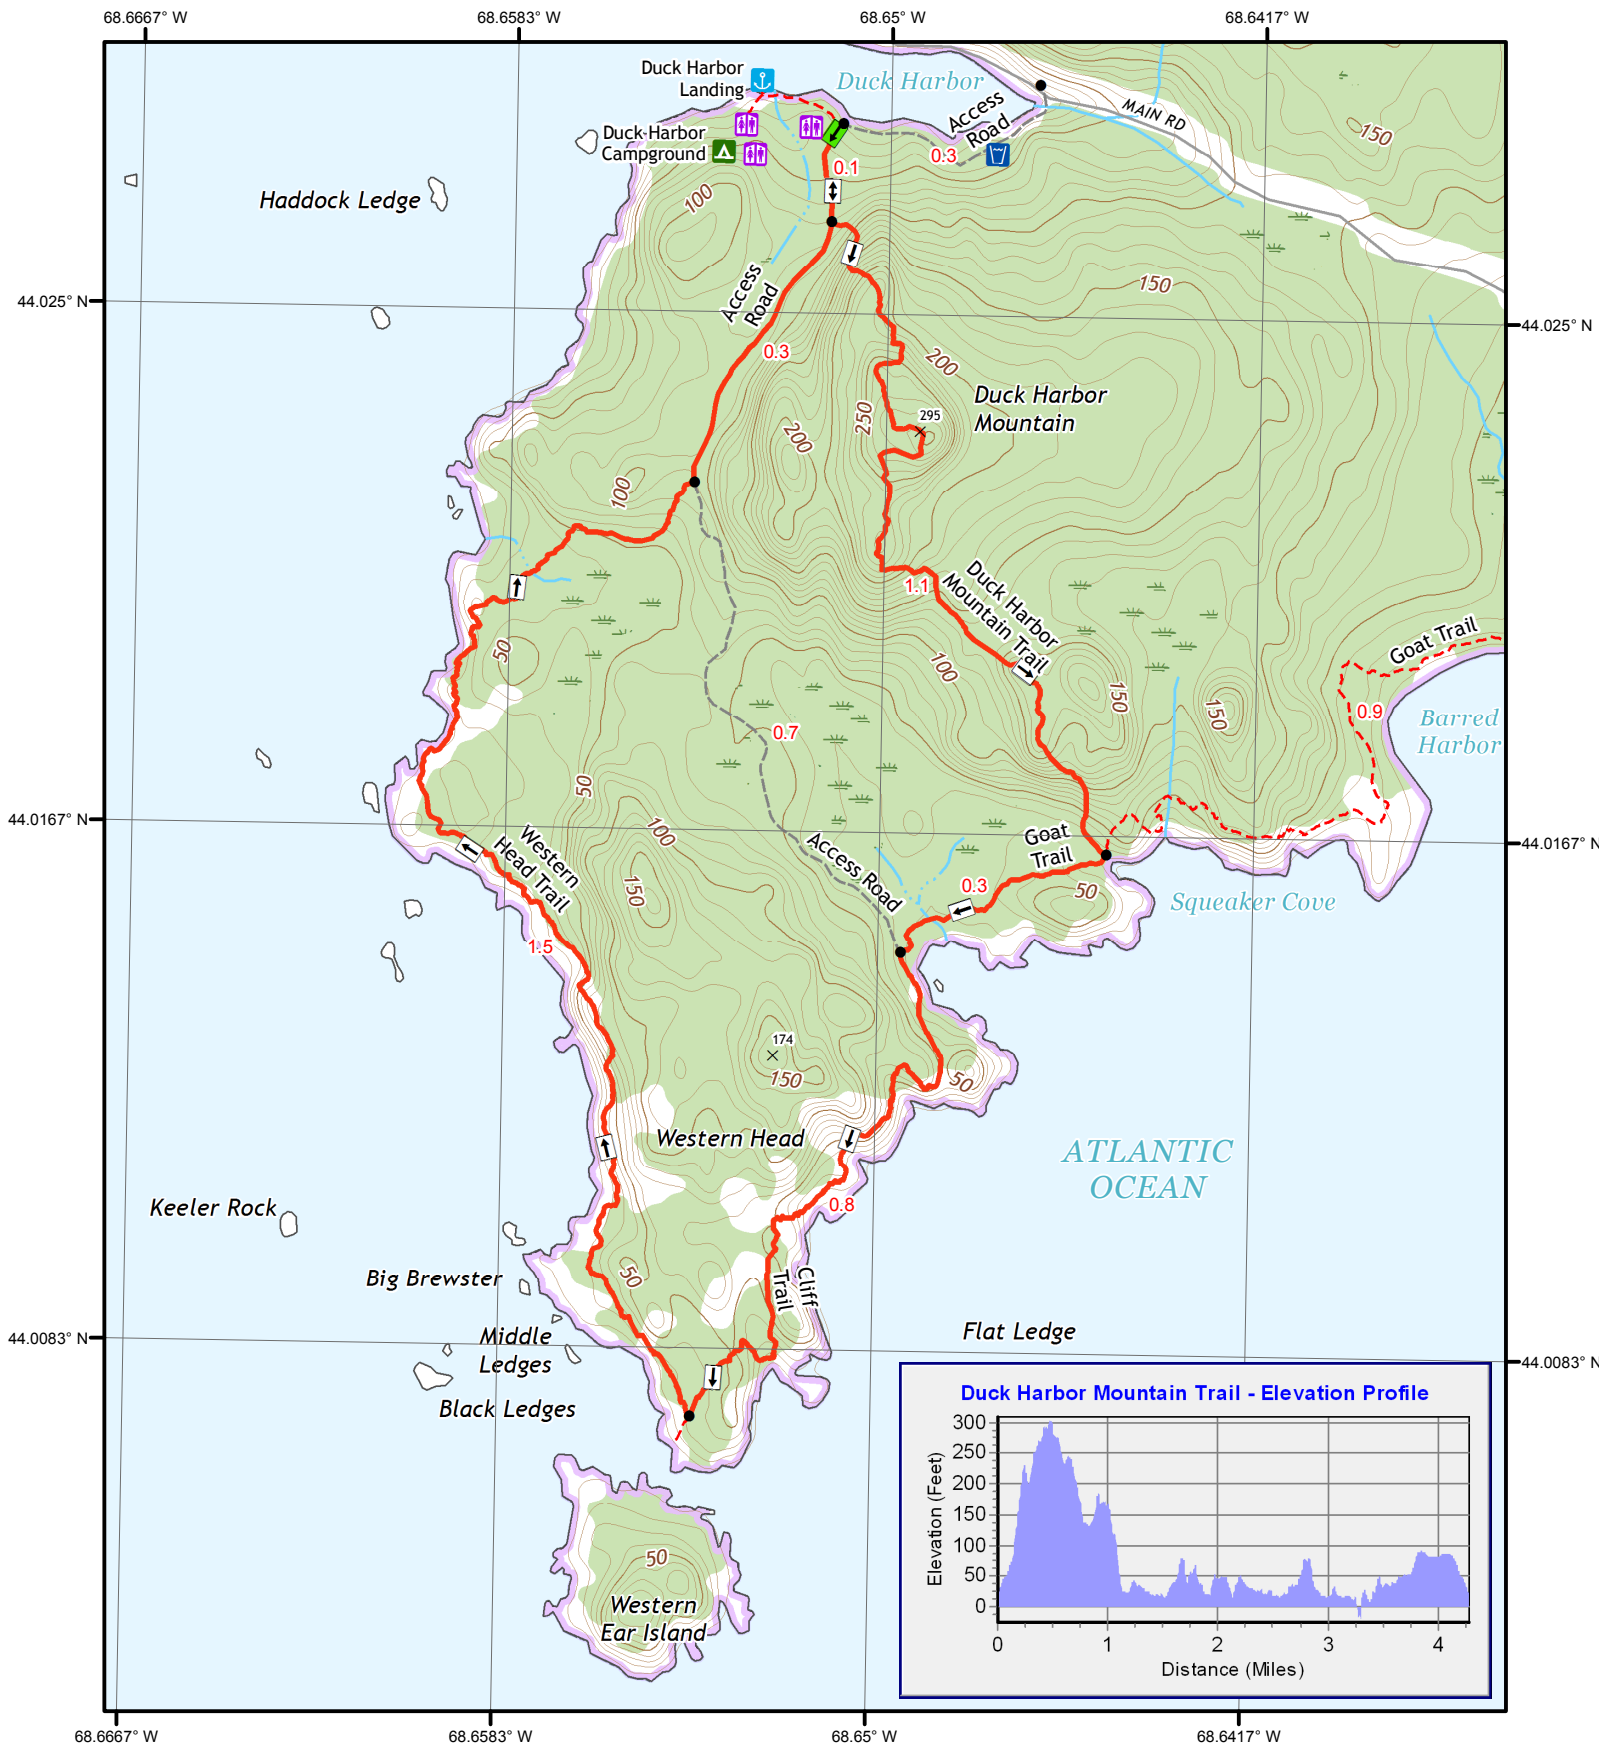 68.6667° W
68.6583° W
68.65° W
68.6417° W
Duck Harbor
Landing
Duck Harbor
Access
Road
MAIN RD
150
Duck Harbor
Campground
0.3
0.1
Haddock Ledge
100
Access
Road
150
44.025° N
44.025° N
0.3
200
Duck Harbor
Mountain
295
250
200
100
1.1
Duck Harbor
Mountain Trail
Goat Trail
50
100
150
150
0.9
Barred
Harbor
0.7
50
44.0167° N
100
Western
Head Trail
Access Road
Goat
Trail
44.0167° N
150
0.3
50
Squeaker Cove
1.5
174
150
50
Western Head
ATLANTIC
OCEAN
0.8
Keeler Rock
Big Brewster
50
Cliff
Trail
44.0083° N
Middle
Ledges
Flat Ledge
44.0083° N
Black Ledges
50
Western
Ear Island
Duck Harbor Mountain Trail - Elevation Profile
300
250
200
150
100
50
0
Elevation (Feet)
0
1
2
3
4
Distance (Miles)
68.6667° W
68.6583° W
68.65° W
68.6417° W